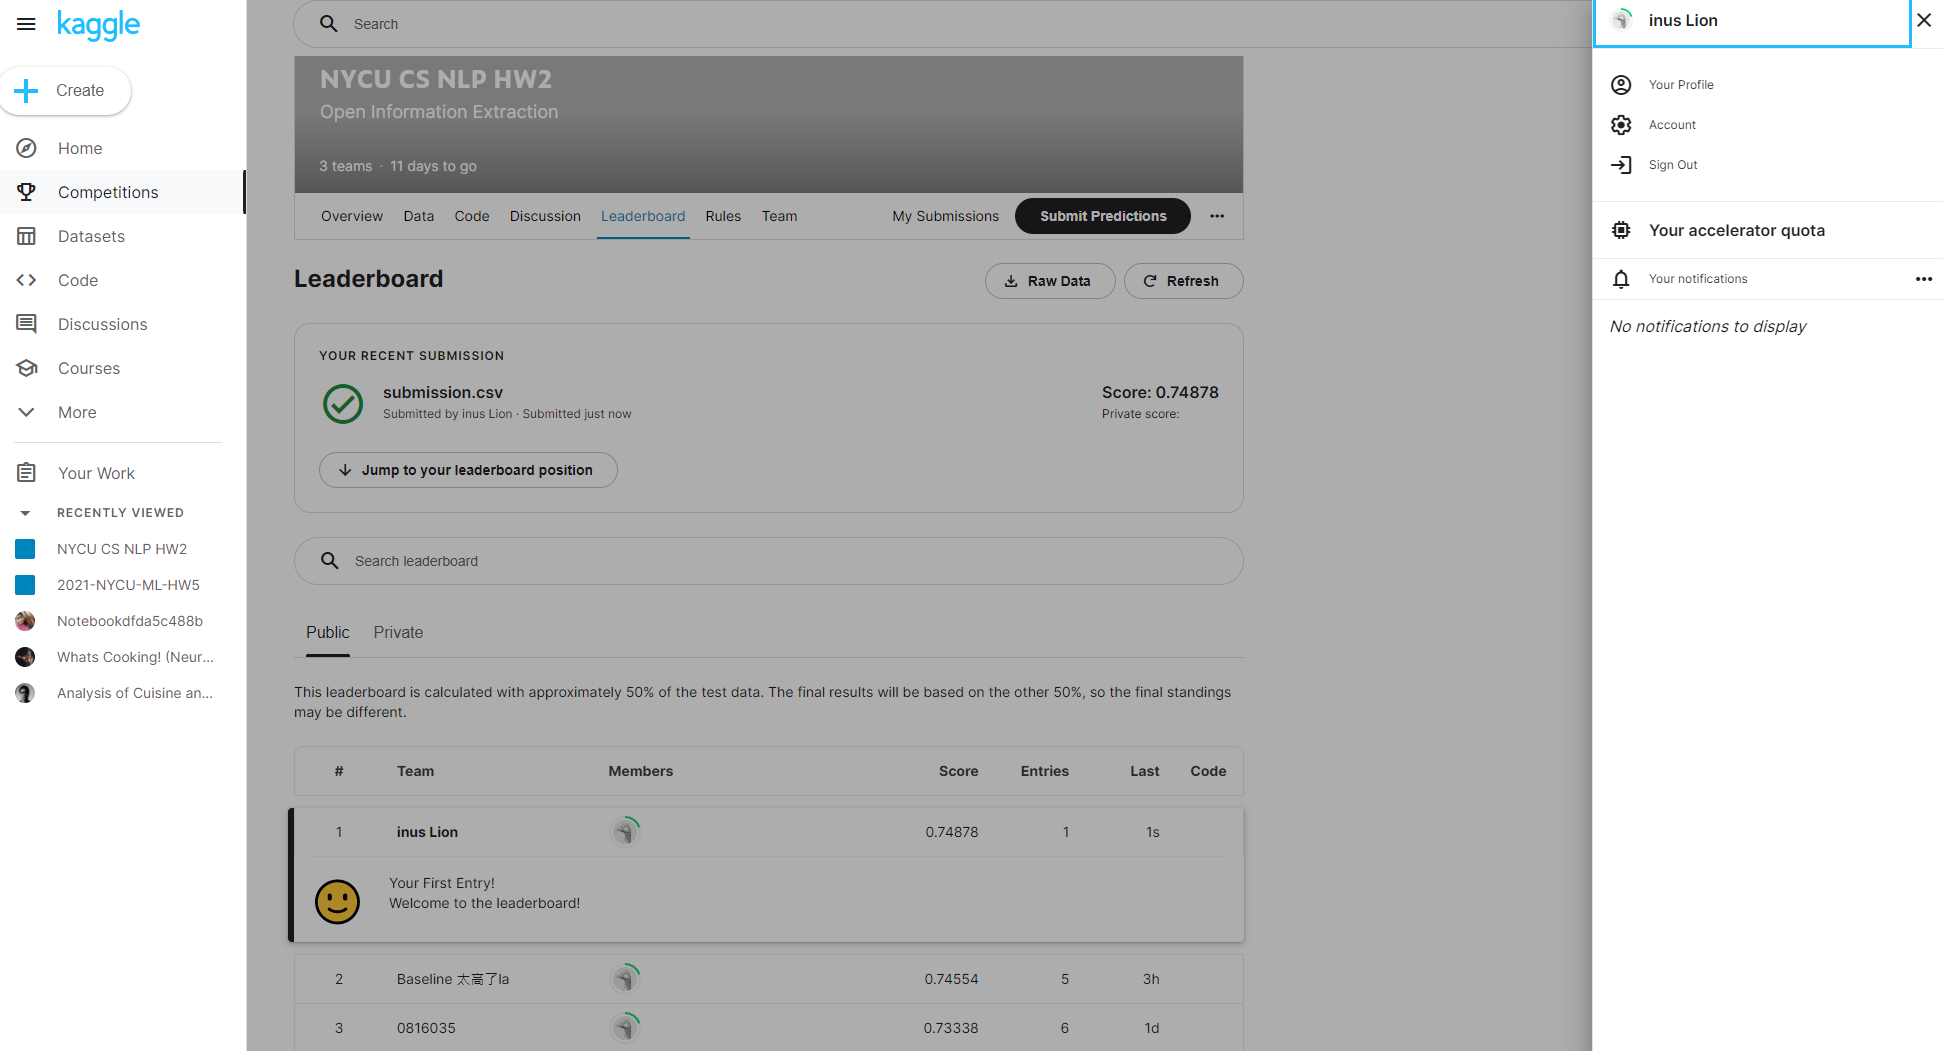 kaggle
Create
Home
Competitions
Datasets
Code
Discussions
Courses
More
Your Work
RECENTLY VIEWED
NYCU CS NLP HW2
2021-NYCU-ML-HW5
Notebookdfda5c488b
Whats Cooking! (Neur...
Analysis of Cuisine an...
Search
NYCU CS NLP HW2
Open Information Extraction
3 teams · 11 days to go
Overview Data Code Discussion Leaderboard Rules Team My Submissions Submit Predictions
Leaderboard
Raw Data Refresh
YOUR RECENT SUBMISSION
submission.csv Score: 0.74878
Submitted by inus Lion · Submitted just now Private score:
Jump to your leaderboard position
Search leaderboard
Public Private
This leaderboard is calculated with approximately 50% of the test data. The final results will be based on the other 50%, so the final standings
may be different.
# Team Members Score Entries Last Code
1 inus Lion 0.74878 1 1s
Your First Entry!
Welcome to the leaderboard!
2 Baseline 太高了la 0.74554 5 3h
3 0816035 0.73338 6 1d
inus Lion
Your Profile
Account
Sign Out
Your accelerator quota
Your notifications
No notifications to display